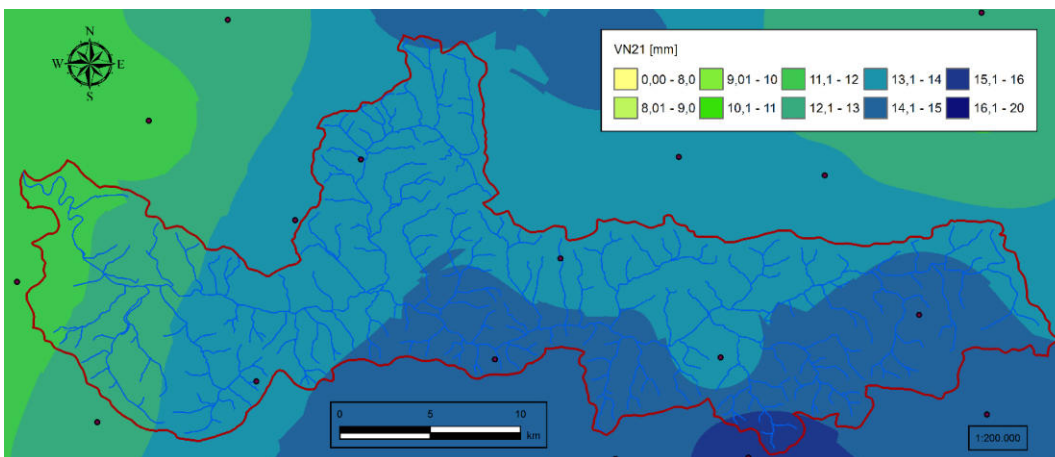 N
W E
S
VN21 [mm]
0,00 - 8,0 9,01 - 10 11,1 - 12 13,1 - 14 15,1 - 16
8,01 - 9,0 10,1 - 11 12,1 - 13 14,1 - 15 16,1 - 20
0 5 10
km
1:200.000